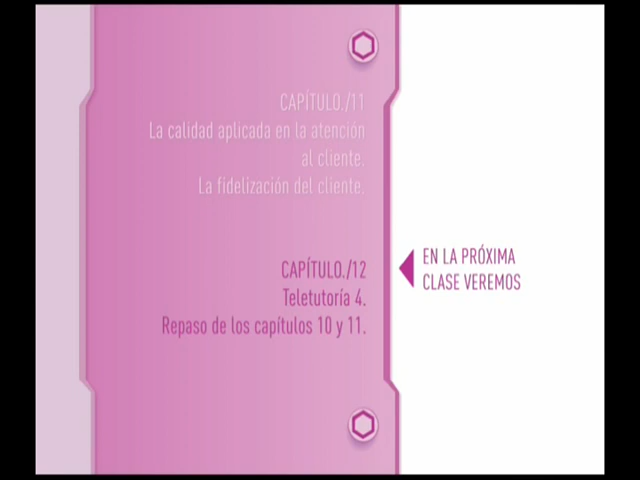 CAPÍTULO./11
La calidad aplicada en la atención
al cliente.
La fidelización del cliente.
CAPÍTULO./12
Teletutoría 4.
Repaso de los capítulos 10 y 11.
EN LA PRÓXIMA
CLASE VEREMOS